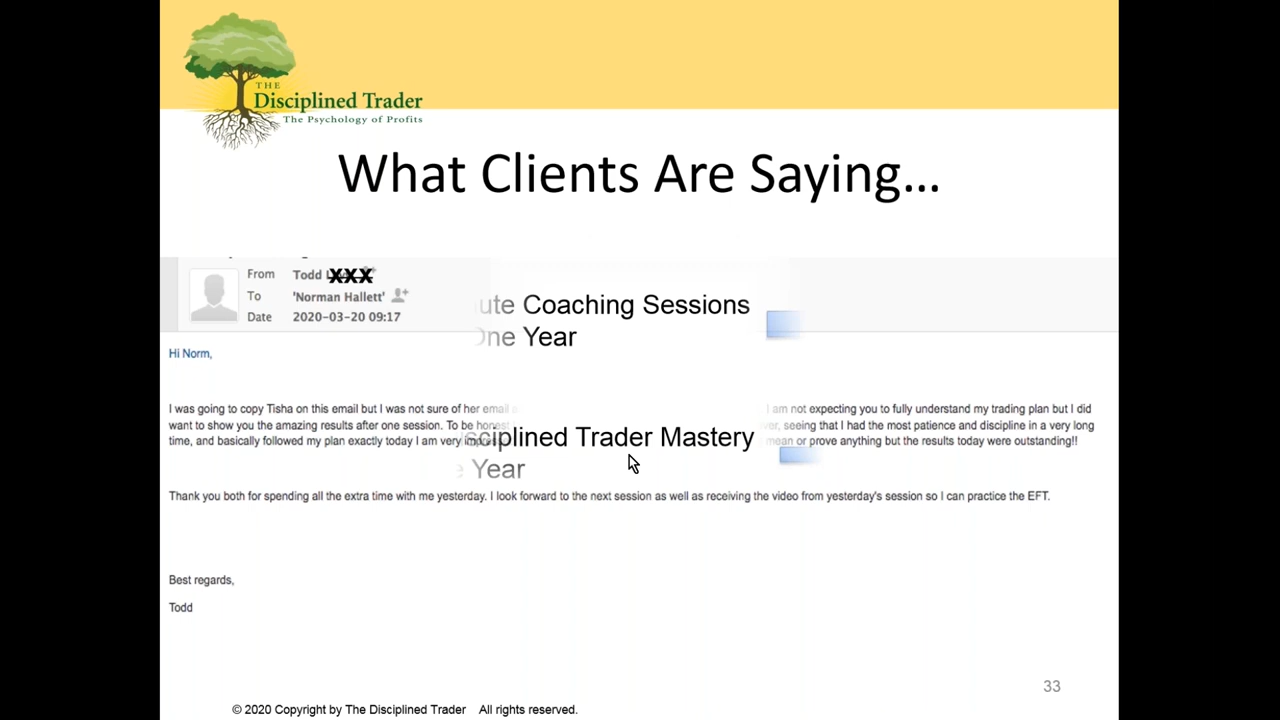 THE
Disciplined Trader
The Psychology of Profits
What Clients Are Saying...
From Todd XXX
To 'Norman Hallett'
Date 2020-03-20 09:17
ute Coaching Sessions
One Year
Hi Norm,
I was going to copy Tisha on this email but I was not sure of her email I am not expecting you to fully understand my trading plan but I did
want to show you the amazing results after one session. To be honest seeing that I had the most patience and discipline in a very long
time, and basically followed my plan exactly today I am very mean or prove anything but the results today were outstanding!!
sciplined Trader Mastery
Year
Thank you both for spending all the extra time with me yesterday. I look forward to the next session as well as receiving the video from yesterday's session so I can practice the EFT.
Best regards,
Todd
33
© 2020 Copyright by The Disciplined Trader All rights reserved.